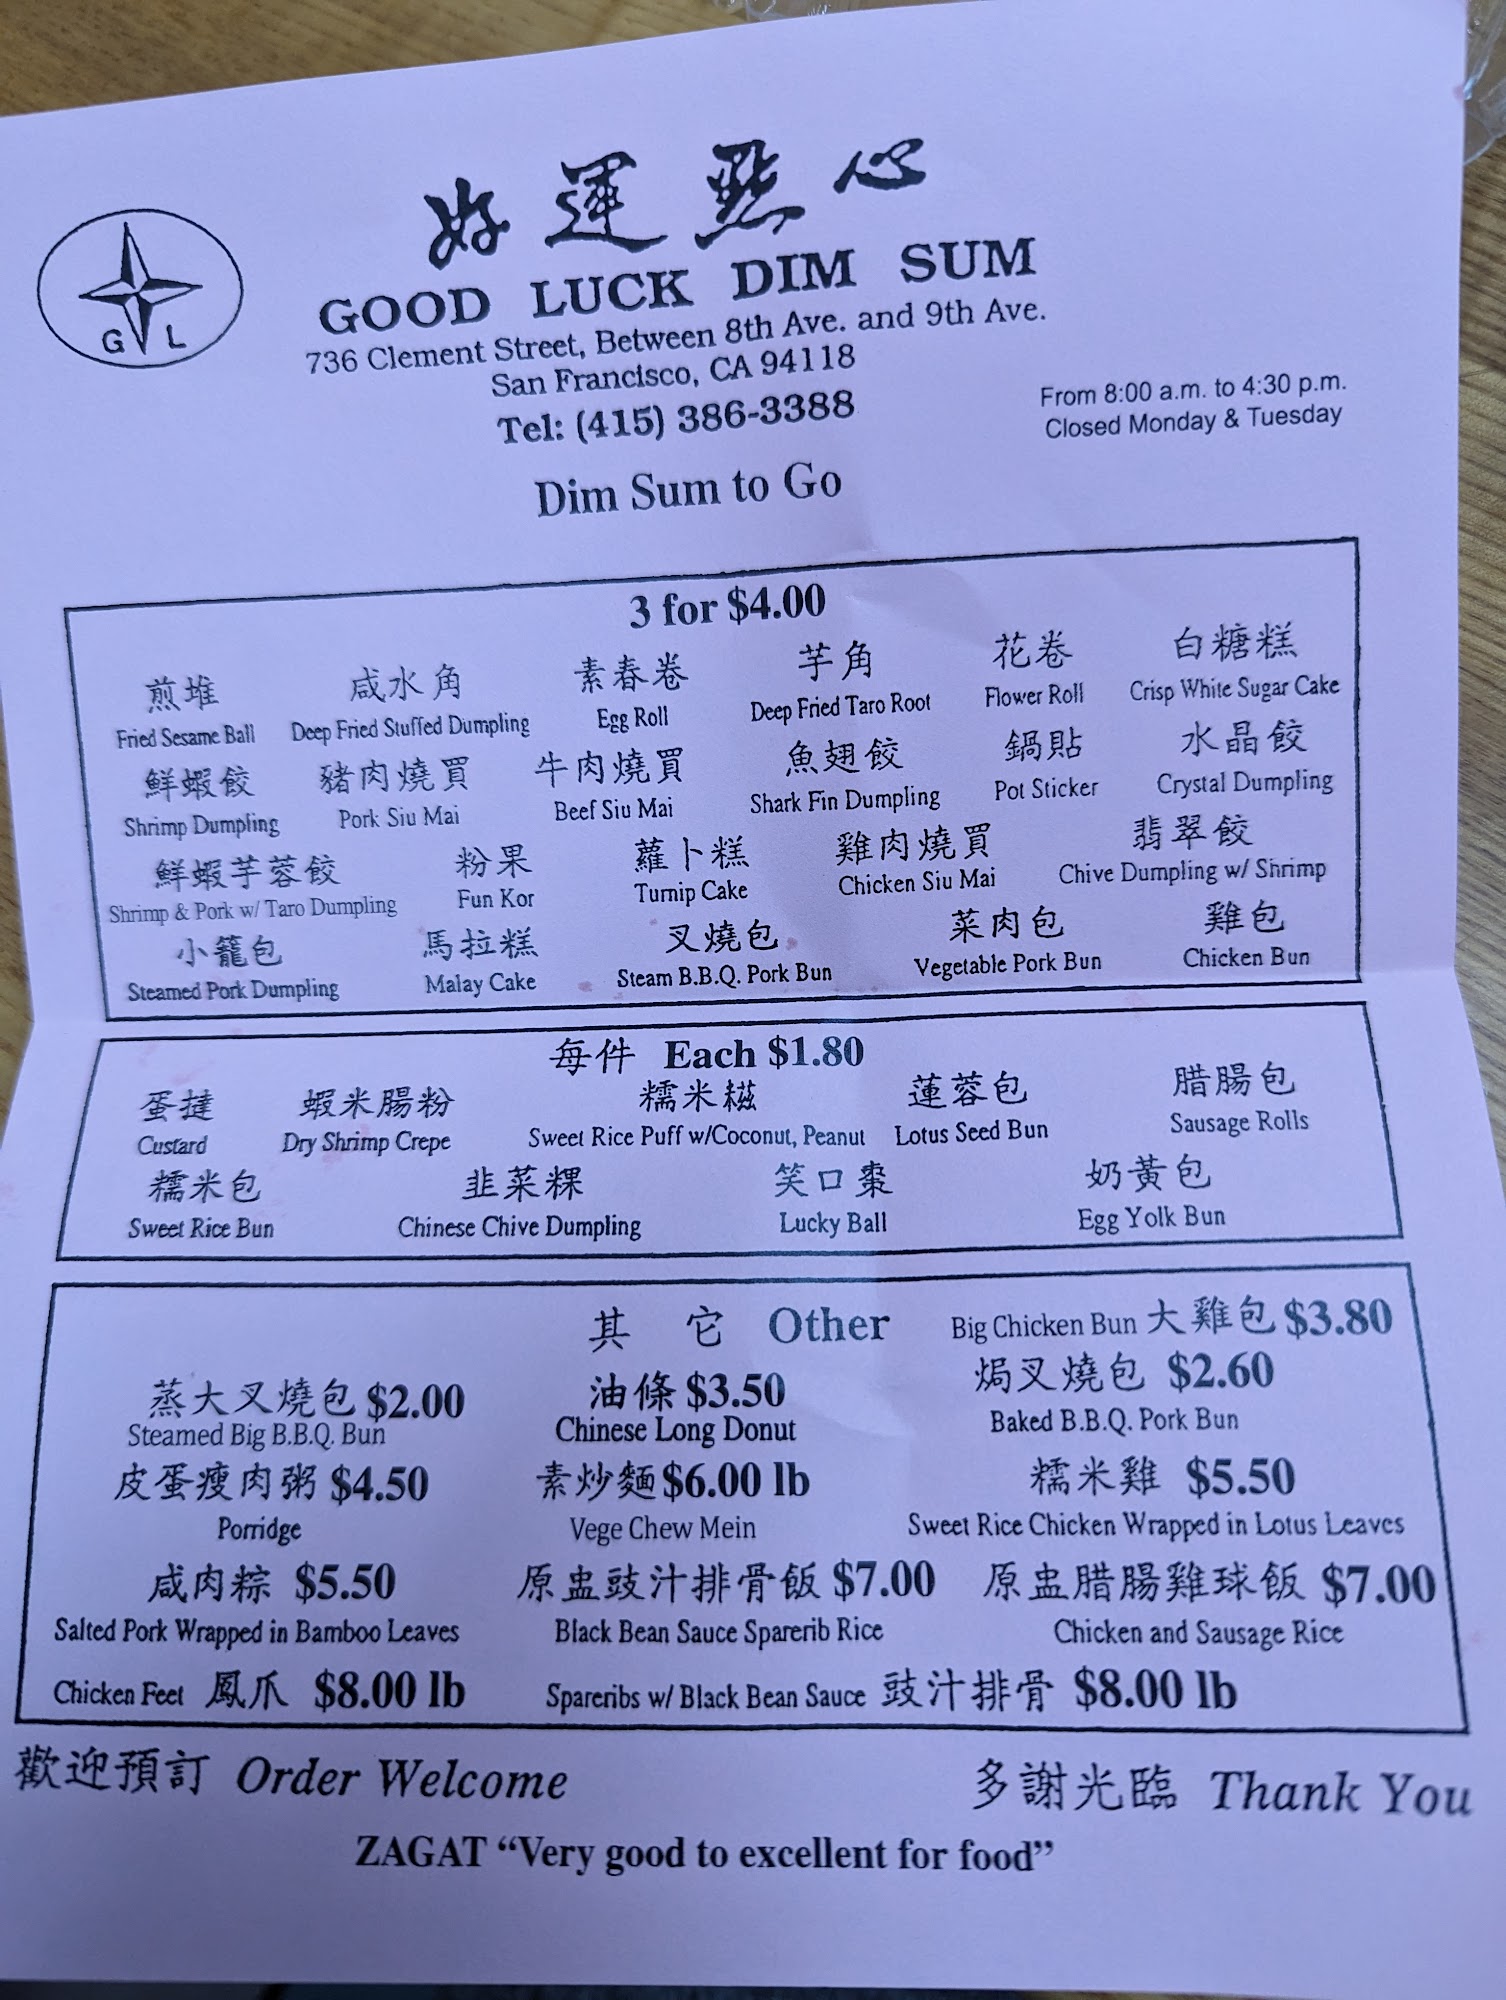 好運點心
GOOD LUCK DIM SUM
G L
736 Clement Street, Between 8th Ave. and 9th Ave.
San Francisco, CA 94118
Tel: (415) 386-3388
From 8:00 a.m. to 4:30 p.m.
Closed Monday & Tuesday
Dim Sum to Go
3 for $4.00
煎堆 咸水角 素春卷 芋角 花卷 白糖糕
Fried Sesame Ball Deep Fried Stuffed Dumpling Egg Roll Deep Fried Taro Root Flower Roll Crisp White Sugar Cake
鮮蝦餃 豬肉燒買 牛肉燒買 魚翅餃 鍋貼 水晶餃
Shrimp Dumpling Pork Siu Mai Beef Siu Mai Shark Fin Dumpling Pot Sticker Crystal Dumpling
鮮蝦芋蓉餃 粉果 蘿卜糕 雞肉燒買 翡翠餃
Shrimp & Pork w/ Taro Dumpling Fun Kor Turnip Cake Chicken Siu Mai Chive Dumpling w/ Shrimp
小籠包 馬拉糕 叉燒包 菜肉包 雞包
Steamed Pork Dumpling Malay Cake Steam B.B.Q. Pork Bun Vegetable Pork Bun Chicken Bun
每件 Each $1.80
蛋撻 蝦米腸粉 糯米糍 蓮蓉包 腊腸包
Custard Dry Shrimp Crepe Sweet Rice Puff w/Coconut, Peanut Lotus Seed Bun Sausage Rolls
糯米包 韭菜粿 笑口棗 奶黃包
Sweet Rice Bun Chinese Chive Dumpling Lucky Ball Egg Yolk Bun
其 它 Other Big Chicken Bun 大雞包 $3.80
蒸大叉燒包 $2.00 油條 $3.50 焗叉燒包 $2.60
Steamed Big B.B.Q. Bun Chinese Long Donut Baked B.B.Q. Pork Bun
皮蛋瘦肉粥 $4.50 素炒麵 $6.00 lb 糯米雞 $5.50
Porridge Vege Chew Mein Sweet Rice Chicken Wrapped in Lotus Leaves
咸肉粽 $5.50 原盅豉汁排骨飯 $7.00 原盅腊腸雞球飯 $7.00
Salted Pork Wrapped in Bamboo Leaves Black Bean Sauce Sparerib Rice Chicken and Sausage Rice
Chicken Feet 鳳爪 $8.00 lb Spareribs w/ Black Bean Sauce 豉汁排骨 $8.00 lb
歡迎預訂 Order Welcome 多謝光臨 Thank You
ZAGAT “Very good to excellent for food”